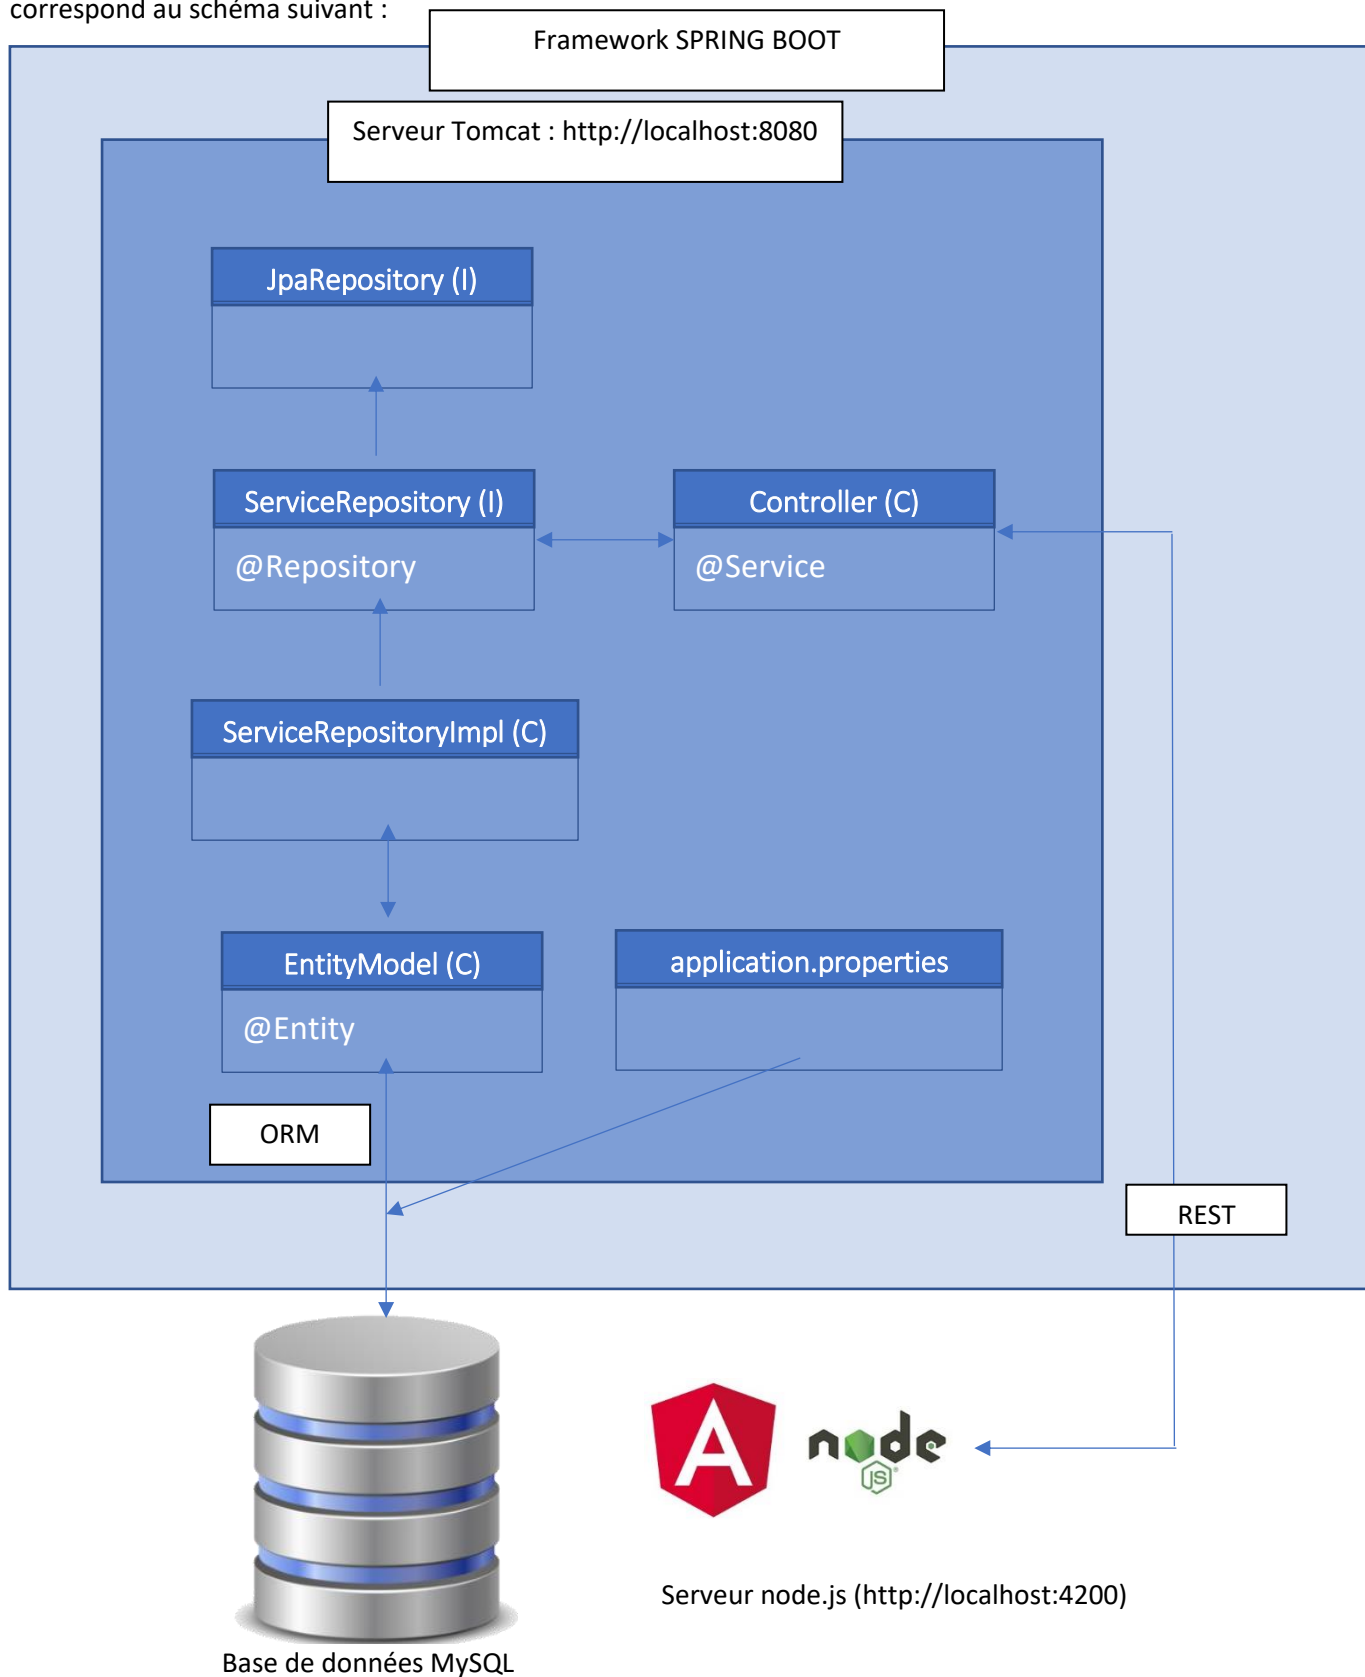 correspond au schéma suivant :
Framework SPRING BOOT
Serveur Tomcat : http://localhost:8080
JpaRepository (I)
ServiceRepository (I)
@Repository
Controller (C)
@Service
ServiceRepositoryImpl (C)
EntityModel (C)
@Entity
application.properties
ORM
REST
A
node
JS
Serveur node.js (http://localhost:4200)
Base de données MySQL